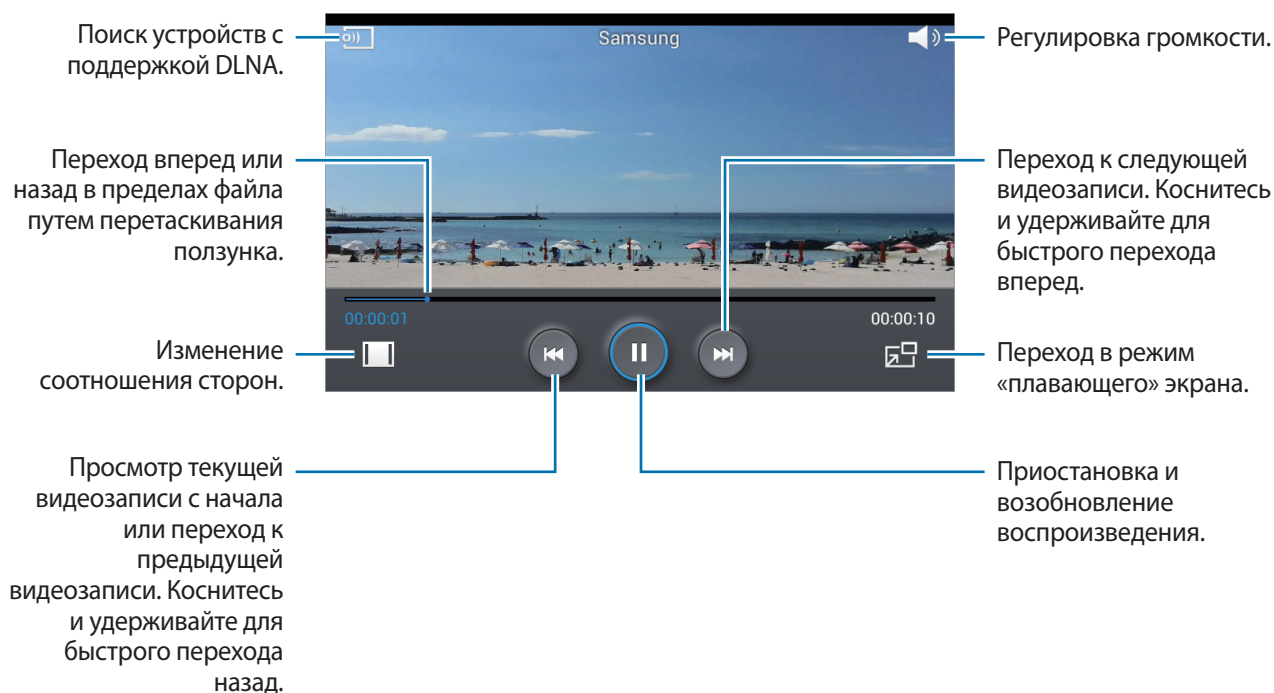 Поиск устройств с
поддержкой DLNA.
Samsung
Регулировка громкости.
Переход вперед или
назад в пределах файла
путем перетаскивания
ползунка.
Переход к следующей
видеозаписи. Коснитесь
и удерживайте для
быстрого перехода
вперед.
00:00:01
00:00:10
Изменение
соотношения сторон.
Переход в режим
«плавающего» экрана.
Просмотр текущей
видеозаписи с начала
или переход к
предыдущей
видеозаписи. Коснитесь
и удерживайте для
быстрого перехода
назад.
Приостановка и
возобновление
воспроизведения.